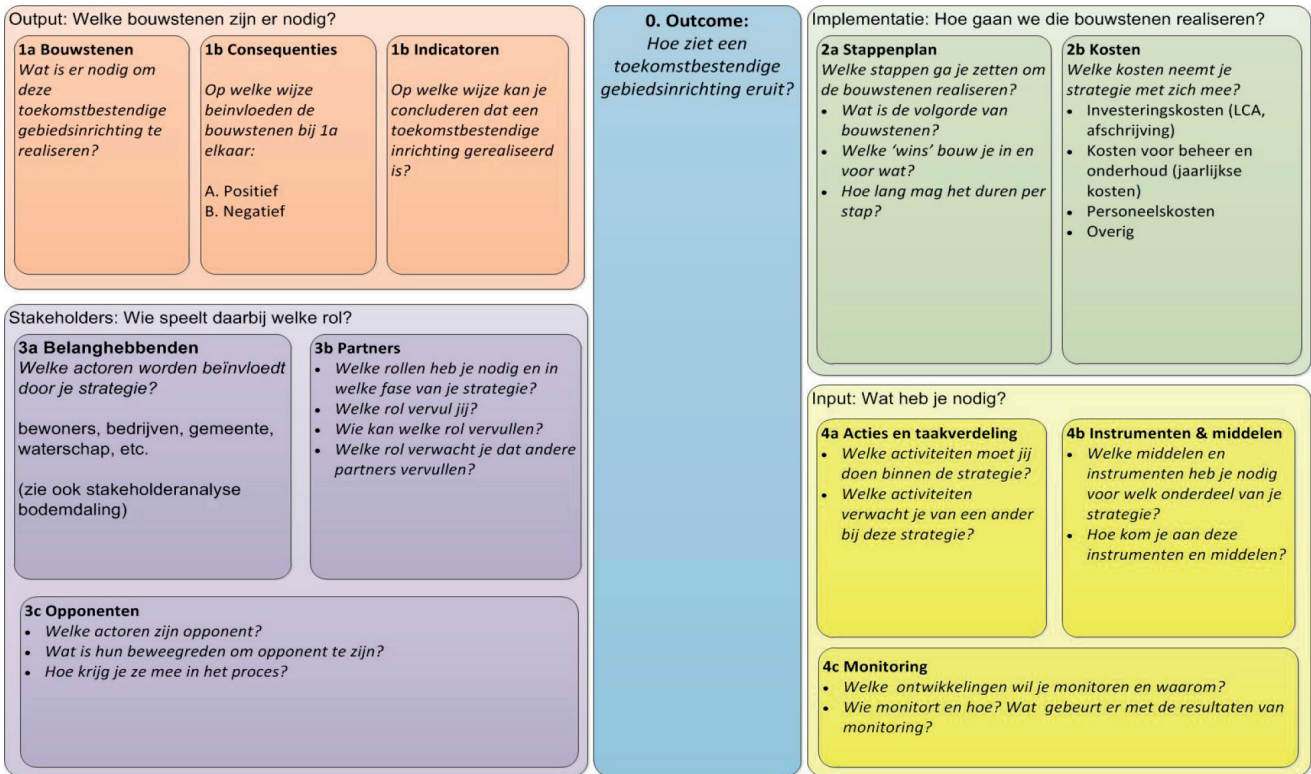 Output: Welke bouwstenen zijn er nodig?
1a Bouwstenen
Wat is er nodig om
deze
toekomstbestendige
gebiedsinrichting te
realiseren?
1b Consequenties
Op welke wijze
beinvloeden de
bouwstenen bij 1a
elkaar:
A. Positief
B. Negatief
1b Indicatoren
Op welke wijze kan je
concluderen dat een
toekomstbestendige
inrichting gerealiseerd
is?
0. Outcome:
Hoe ziet een
toekomstbestendige
gebiedsinrichting eruit?
Implementatie: Hoe gaan we die bouwstenen realiseren?
2a Stappenplan
Welke stappen ga je zetten om
de bouwstenen realiseren?
• Wat is de volgorde van
bouwstenen?
• Welke ‘wins’ bouw je in en
voor wat?
• Hoe lang mag het duren per
stap?
2b Kosten
Welke kosten neemt je
strategie met zich mee?
• Investeringskosten (LCA,
afschrijving)
• Kosten voor beheer en
onderhoud (jaarlijkse
kosten)
• Personeelskosten
• Overig
Stakeholders: Wie speelt daarbij welke rol?
3a Belanghebbenden
Welke actoren worden beïnvloedt
door je strategie?
bewoners, bedrijven, gemeente,
waterschap, etc.
(zie ook stakeholderanalyse
bodemdaling)
3b Partners
• Welke rollen heb je nodig en in
welke fase van je strategie?
• Welke rol vervul jij?
• Wie kan welke rol vervullen?
• Welke rol verwacht je dat andere
partners vervullen?
3c Opponenten
• Welke actoren zijn opponent?
• Wat is hun beweegreden om opponent te zijn?
• Hoe krijg je ze mee in het proces?
Input: Wat heb je nodig?
4a Acties en taakverdeling
• Welke activiteiten moet jij
doen binnen de strategie?
• Welke activiteiten
verwacht je van een ander
bij deze strategie?
4b Instrumenten & middelen
• Welke middelen en
instrumenten heb je nodig
voor welk onderdeel van je
strategie?
• Hoe kom je aan deze
instrumenten en middelen?
4c Monitoring
• Welke ontwikkelingen wil je monitoren en waarom?
• Wie monitort en hoe? Wat gebeurt er met de resultaten van
monitoring?